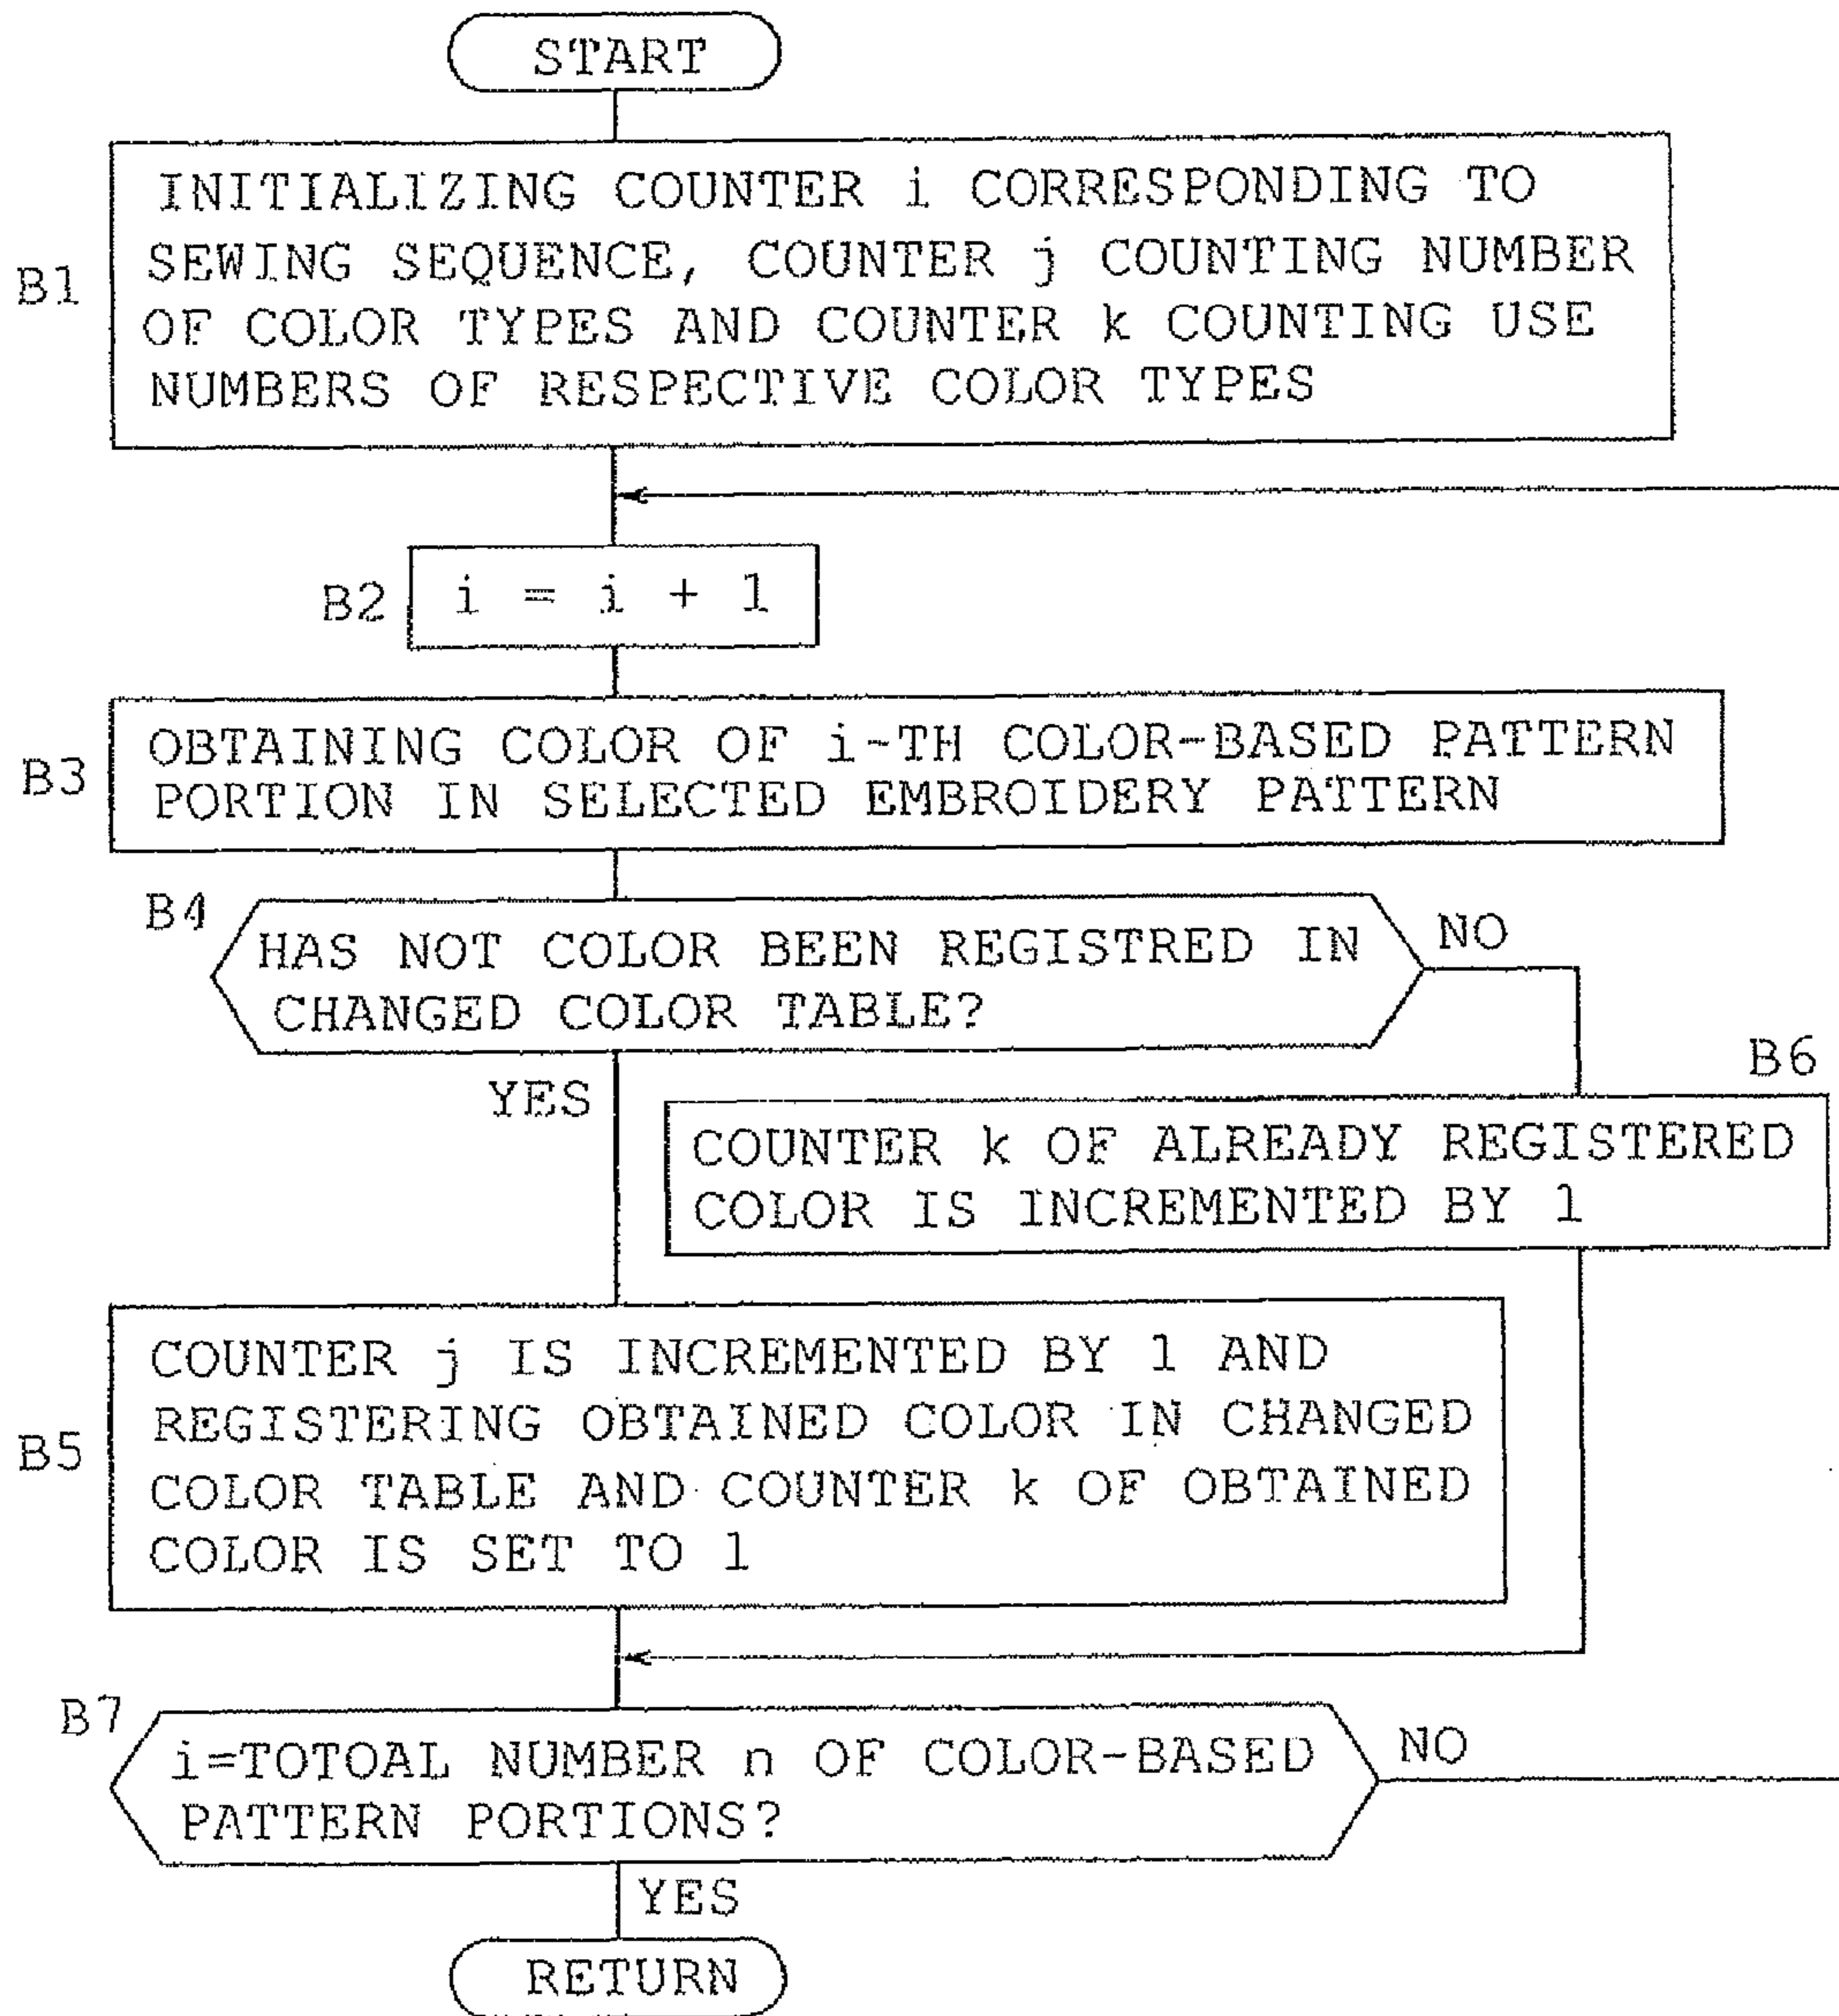 START
B1
INITIALIZING COUNTER i CORRESPONDING TO
SEWING SEQUENCE, COUNTER j COUNTING NUMBER
OF COLOR TYPES AND COUNTER k COUNTING USE
NUMBERS OF RESPECTIVE COLOR TYPES
B2
i = i + 1
B3
OBTAINING COLOR OF i-TH COLOR-BASED PATTERN
PORTION IN SELECTED EMBROIDERY PATTERN
B4
HAS NOT COLOR BEEN REGISTRED IN
CHANGED COLOR TABLE?
NO
YES
B6
COUNTER k OF ALREADY REGISTERED
COLOR IS INCREMENTED BY 1
B5
COUNTER j IS INCREMENTED BY 1 AND
REGISTERING OBTAINED COLOR IN CHANGED
COLOR TABLE AND COUNTER k OF OBTAINED
COLOR IS SET TO 1
B7
i=TOTOAL NUMBER n OF COLOR-BASED
PATTERN PORTIONS?
NO
YES
RETURN